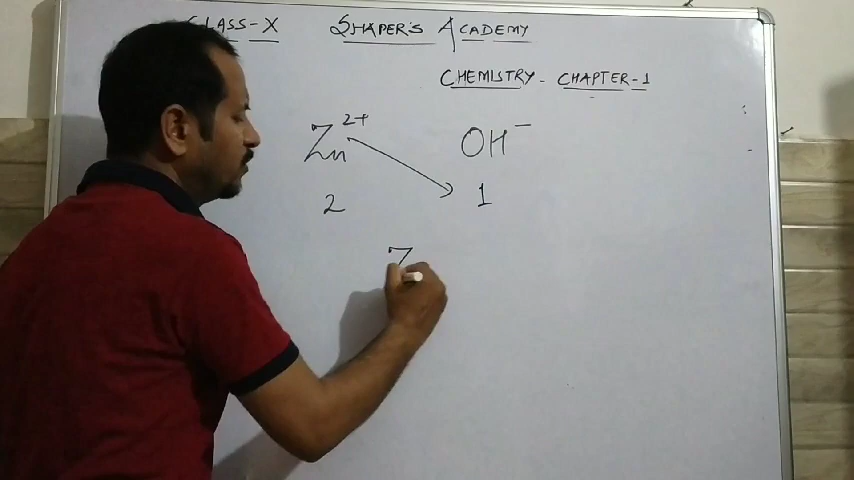 CLASS-X SHAPER'S ACADEMY
CHEMISTRY - CHAPTER-1
Zn²⁺ OH⁻
2 1
Z